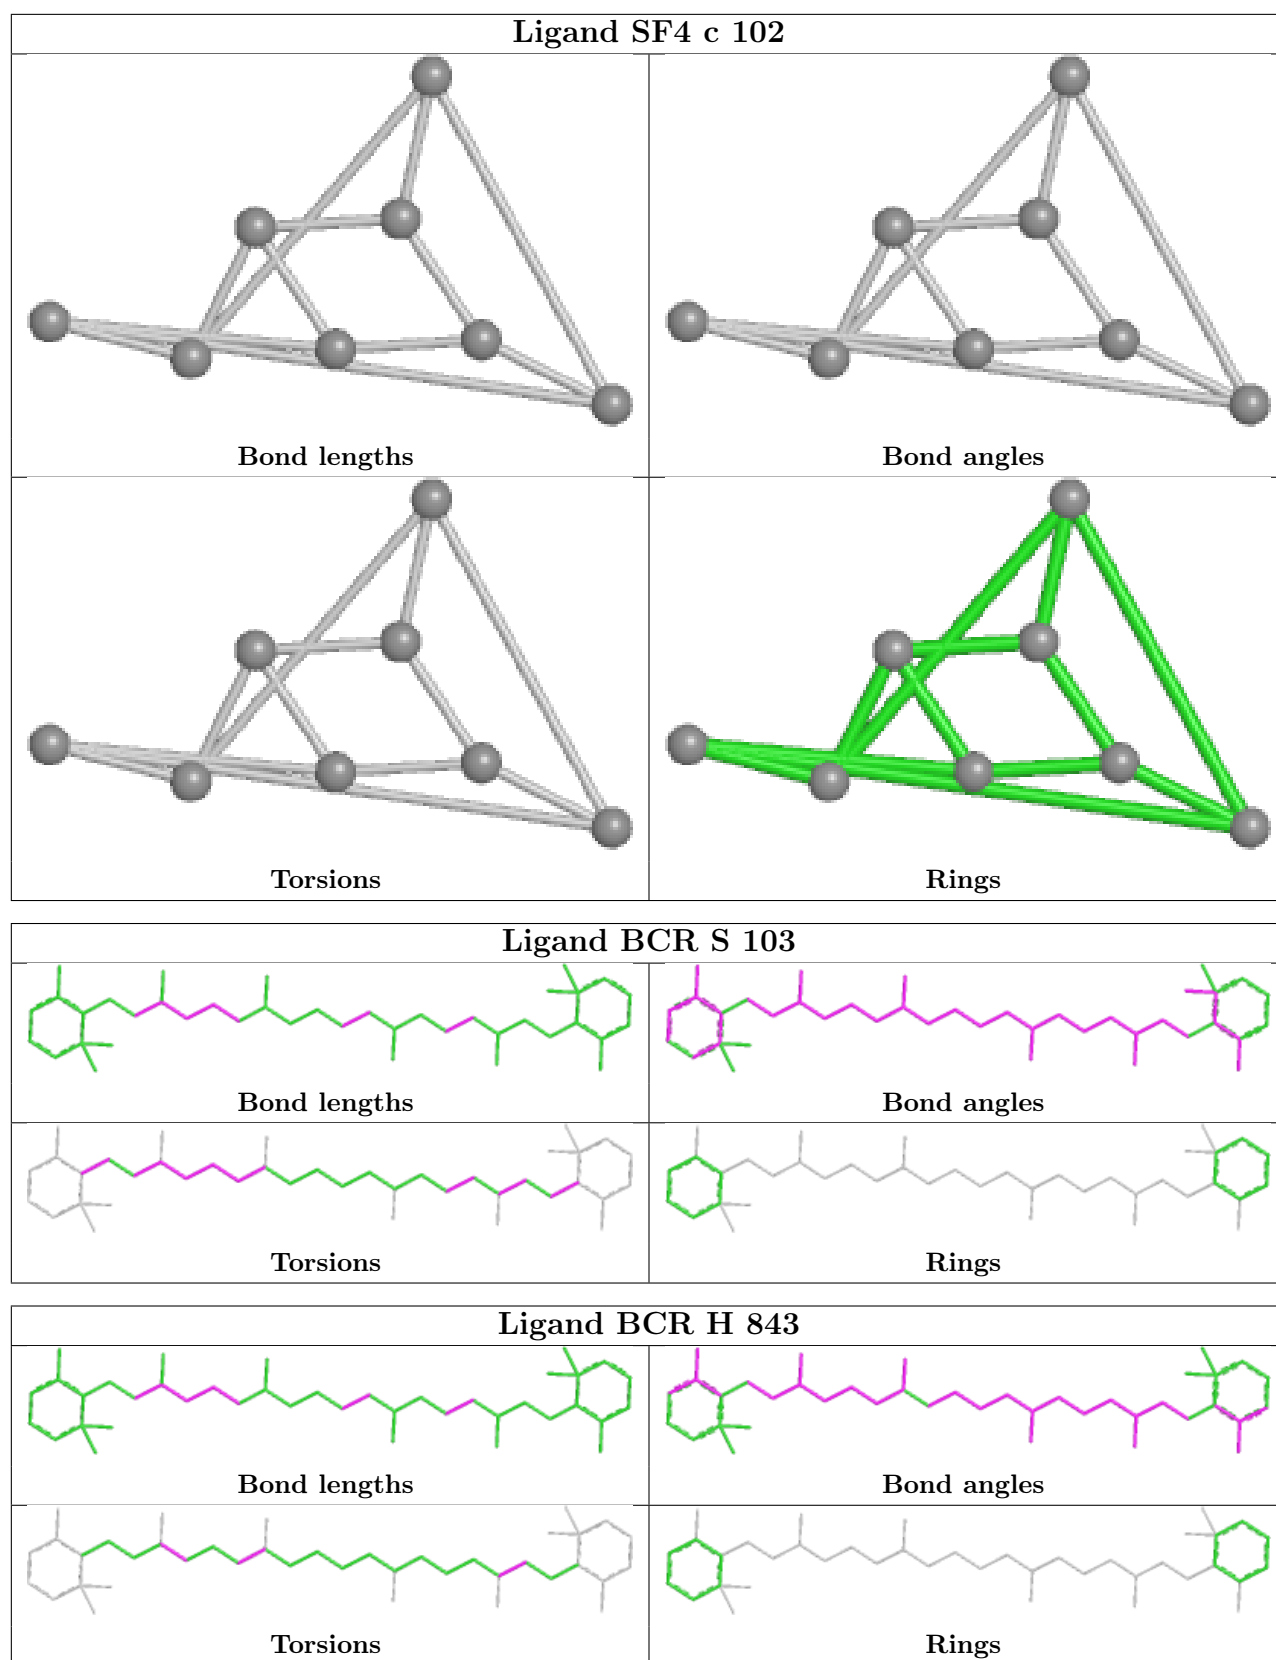 Ligand SF4 c 102
Bond lengths
Bond angles
Torsions
Rings
Ligand BCR S 103
Bond lengths
Bond angles
Torsions
Rings
Ligand BCR H 843
Bond lengths
Bond angles
Torsions
Rings